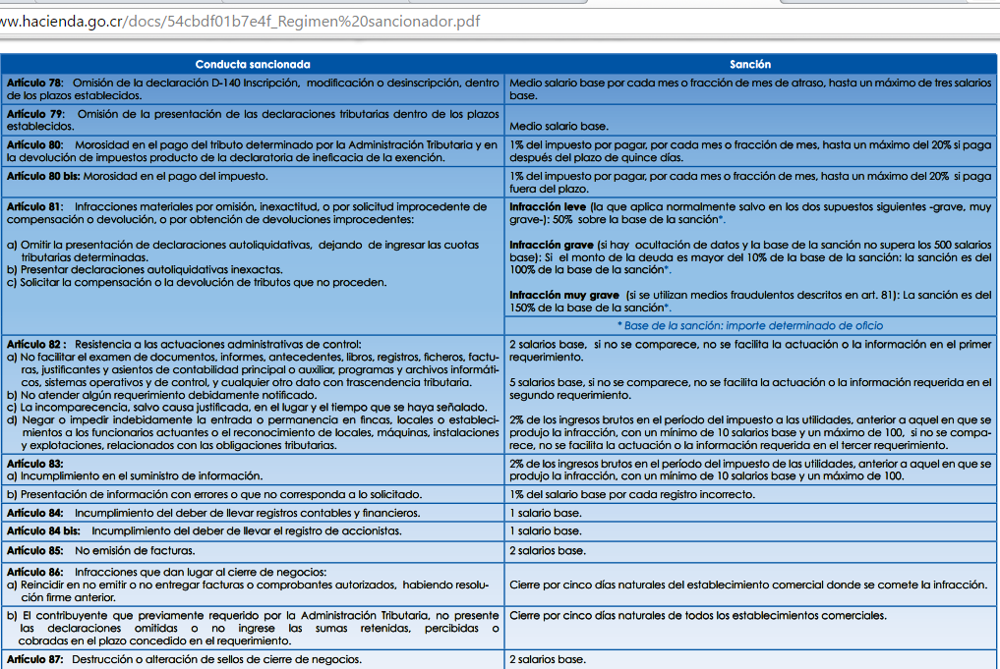 ww.hacienda.go.cr/docs/54cbdf01b7e4f_Regimen%20sancionador.pdf
Conducta sancionada
Sanción
Artículo 78: Omisión de la declaración D-140 Inscripción, modificación o desinscripción, dentro
de los plazos establecidos.
Medio salario base por cada mes o fracción de mes de atraso, hasta un máximo de tres salarios
base.
Artículo 79: Omisión de la presentación de las declaraciones tributarias dentro de los plazos
establecidos.
Medio salario base.
Artículo 80: Morosidad en el pago del tributo determinado por la Administración Tributaria y en
la devolución de impuestos producto de la declaratoria de ineficacia de la exención.
1% del impuesto por pagar, por cada mes o fracción de mes, hasta un máximo del 20% si paga
después del plazo de quince días.
Artículo 80 bis: Morosidad en el pago del impuesto.
1% del impuesto por pagar, por cada mes o fracción de mes, hasta un máximo del 20% si paga
fuera del plazo.
Artículo 81: Infracciones materiales por omisión, inexactitud, o por solicitud improcedente de
compensación o devolución, o por obtención de devoluciones improcedentes:
a) Omitir la presentación de declaraciones autoliquidativas, dejando de ingresar las cuotas
tributarias determinadas.
b) Presentar declaraciones autoliquidativas inexactas.
c) Solicitar la compensación o la devolución de tributos que no proceden.
Infracción leve (la que aplica normalmente salvo en los dos supuestos siguientes -grave, muy
grave-): 50% sobre la base de la sanción*.
Infracción grave (si hay ocultación de datos y la base de la sanción no supera los 500 salarios
base): Si el monto de la deuda es mayor del 10% de la base de la sanción: la sanción es del
100% de la base de la sanción*.
Infracción muy grave (si se utilizan medios fraudulentos descritos en art. 81): La sanción es del
150% de la base de la sanción*.
* Base de la sanción: importe determinado de oficio
Artículo 82 : Resistencia a las actuaciones administrativas de control:
a) No facilitar el examen de documentos, informes, antecedentes, libros, registros, ficheros, factu-
ras, justificantes y asientos de contabilidad principal o auxiliar, programas y archivos informáti-
cos, sistemas operativos y de control, y cualquier otro dato con trascendencia tributaria.
b) No atender algún requerimiento debidamente notificado.
c) La incomparecencia, salvo causa justificada, en el lugar y el tiempo que se haya señalado.
d) Negar o impedir indebidamente la entrada o permanencia en fincas, locales o estableci-
mientos a los funcionarios actuantes o el reconocimiento de locales, máquinas, instalaciones
y explotaciones, relacionados con las obligaciones tributarias.
2 salarios base, si no se comparece, no se facilita la actuación o la información en el primer
requerimiento.
5 salarios base, si no se comparece, no se facilita la actuación o la información requerida en el
segundo requerimiento.
2% de los ingresos brutos en el período del impuesto a las utilidades, anterior a aquel en que se
produjo la infracción, con un mínimo de 10 salarios base y un máximo de 100, si no se compa-
rece, no se facilita la actuación o la información requerida en el tercer requerimiento.
Artículo 83:
a) Incumplimiento en el suministro de información.
2% de los ingresos brutos en el período del impuesto de las utilidades, anterior a aquel en que se
produjo la infracción, con un mínimo de 10 salarios base y un máximo de 100.
b) Presentación de información con errores o que no corresponda a lo solicitado.
1% del salario base por cada registro incorrecto.
Artículo 84: Incumplimiento del deber de llevar registros contables y financieros.
1 salario base.
Artículo 84 bis: Incumplimiento del deber de llevar el registro de accionistas.
1 salario base.
Artículo 85: No emisión de facturas.
2 salarios base.
Artículo 86: Infracciones que dan lugar al cierre de negocios:
a) Reincidir en no emitir o no entregar facturas o comprobantes autorizados, habiendo resolu-
ción firme anterior.
Cierre por cinco días naturales del establecimiento comercial donde se comete la infracción.
b) El contribuyente que previamente requerido por la Administración Tributaria, no presente
las declaraciones omitidas o no ingrese las sumas retenidas, percibidas o
cobradas en el plazo concedido en el requerimiento.
Cierre por cinco días naturales de todos los establecimientos comerciales.
Artículo 87: Destrucción o alteración de sellos de cierre de negocios.
2 salarios base.